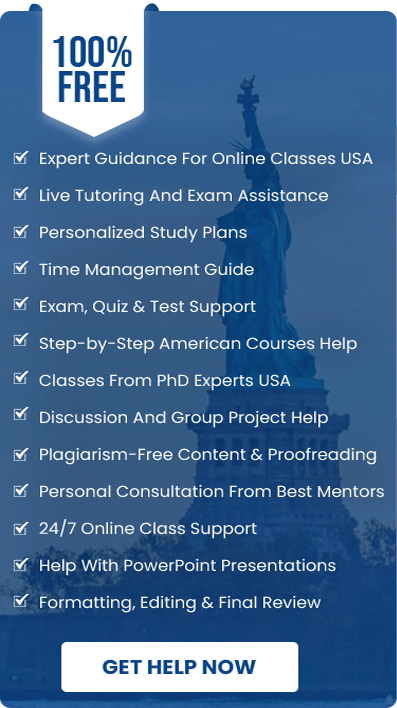 100%
FREE
Expert Guidance For Online Classes USA
Live Tutoring And Exam Assistance
Personalized Study Plans
Time Management Guide
Exam, Quiz & Test Support
Step-by-Step American Courses Help
Classes From PhD Experts USA
Discussion And Group Project Help
Plagiarism-Free Content & Proofreading
Personal Consultation From Best Mentors
24/7 Online Class Support
Help With PowerPoint Presentations
Formatting, Editing & Final Review
GET HELP NOW